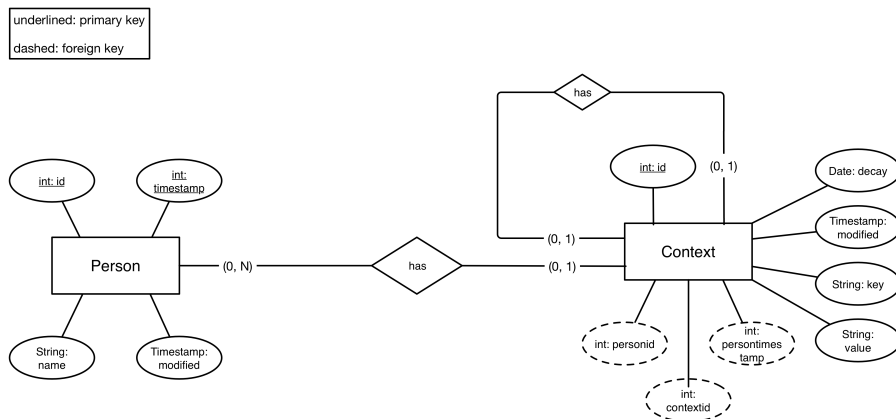 underlined: primary key
dashed: foreign key
has
int: id
int:
timestamp
int: id
(0, 1)
Date: decay
Timestamp:
modified
Person
(0, N)
has
(0, 1)
(0, 1)
Context
String: key
String:
name
Timestamp:
modified
int: personid
int:
persontimes
tamp
String:
value
int:
contextid